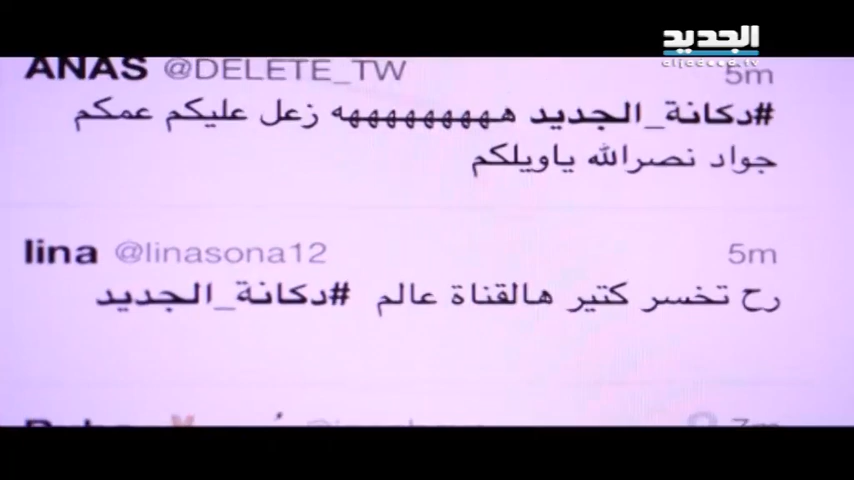 الجديد
aljadeed.tv
ANAS @DELETE_TW 5m
#دكانة_الجديد هههههههههه زعل عليكم عمكم
جواد نصرالله ياويلكم
lina @linasona12 5m
رح تخسر كتير هالقناة عالم #دكانة_الجديد
7m